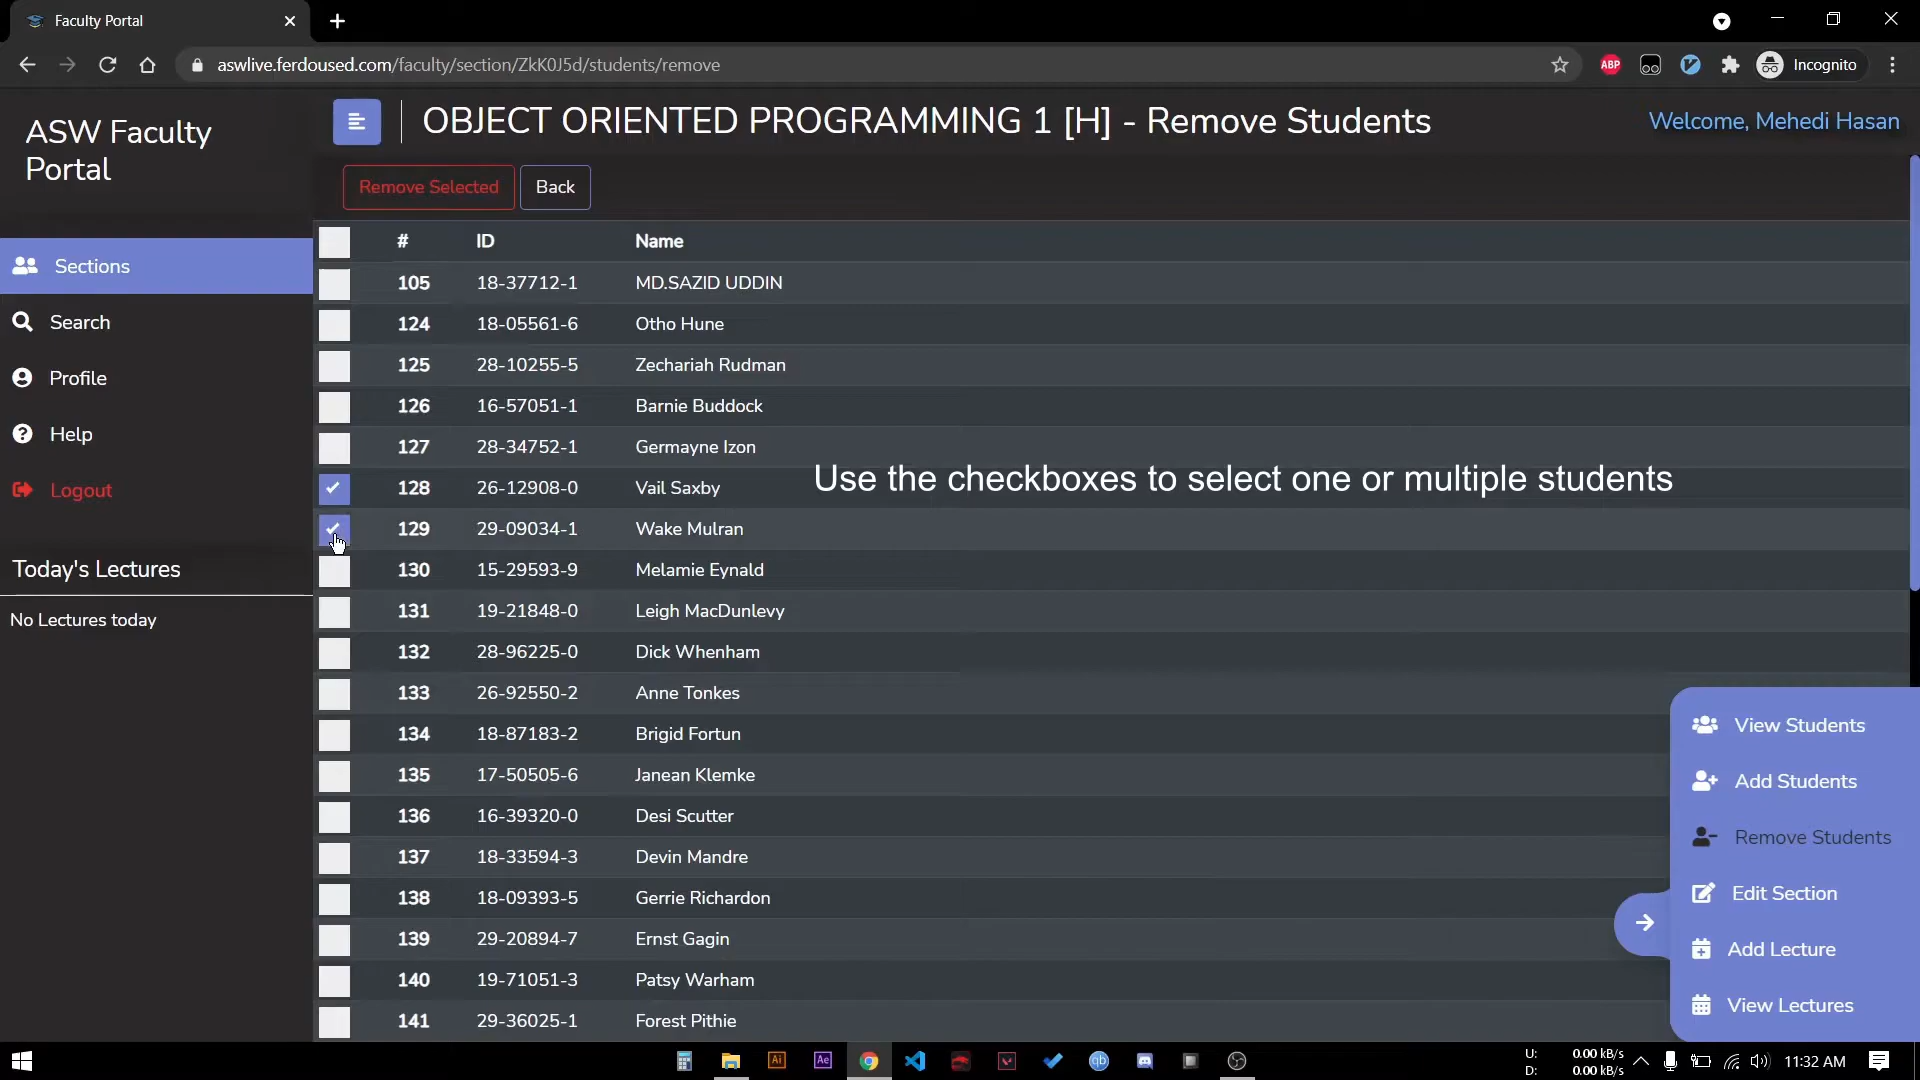 Faculty Portal
aswlive.ferdoused.com/faculty/section/ZkK0J5d/students/remove
ABP
Incognito
ASW Faculty
Portal
OBJECT ORIENTED PROGRAMMING 1 [H] - Remove Students
Welcome, Mehedi Hasan
Remove Selected
Back
Sections
Search
Profile
Help
Logout
Today's Lectures
No Lectures today
# ID Name
105 18-37712-1 MD.SAZID UDDIN
124 18-05561-6 Otho Hune
125 28-10255-5 Zechariah Rudman
126 16-57051-1 Barnie Buddock
127 28-34752-1 Germayne Izon
128 26-12908-0 Vail Saxby
Use the checkboxes to select one or multiple students
129 29-09034-1 Wake Mulran
130 15-29593-9 Melamie Eynald
131 19-21848-0 Leigh MacDunlevy
132 28-96225-0 Dick Whenham
133 26-92550-2 Anne Tonkes
134 18-87183-2 Brigid Fortun
135 17-50505-6 Janean Klemke
136 16-39320-0 Desi Scutter
137 18-33594-3 Devin Mandre
138 18-09393-5 Gerrie Richardon
139 29-20894-7 Ernst Gagin
140 19-71051-3 Patsy Warham
141 29-36025-1 Forest Pithie
View Students
Add Students
Remove Students
Edit Section
Add Lecture
View Lectures
Ai
Ae
qb
U: 0.00 kB/s
D: 0.00 kB/s
11:32 AM